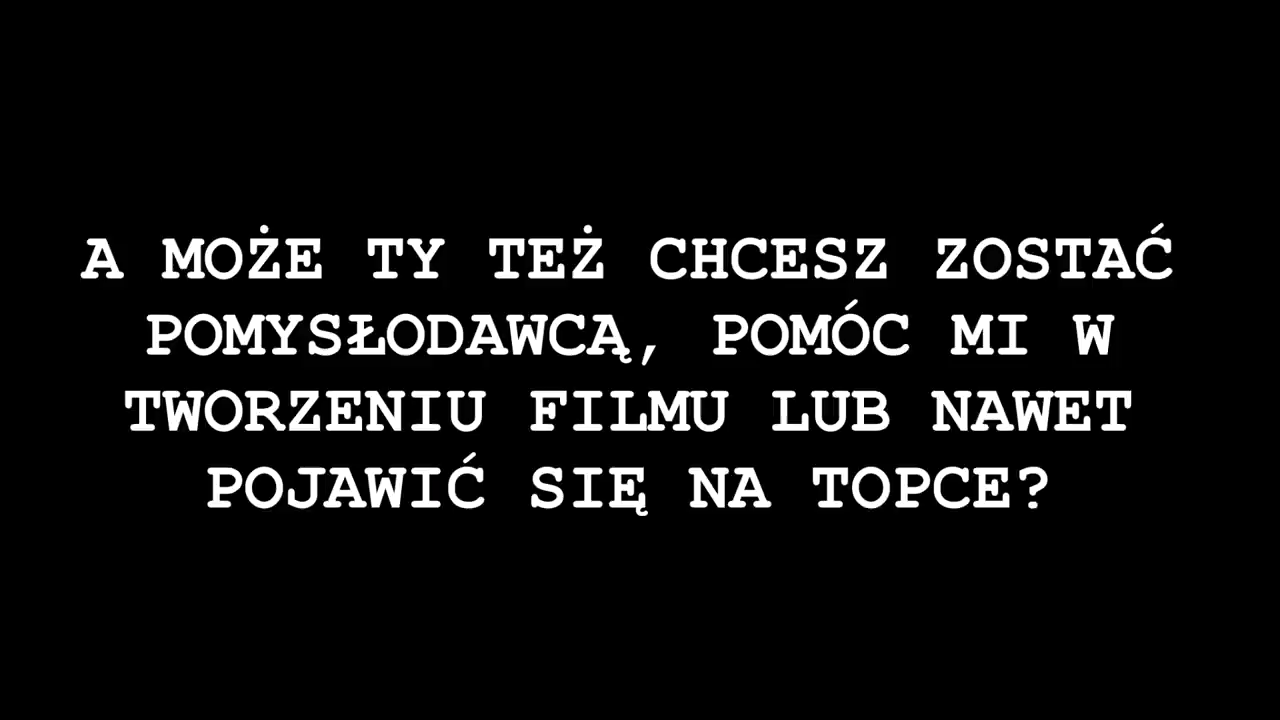 A MOŻE TY TEŻ CHCESZ ZOSTAĆ
POMYSŁODAWCĄ, POMÓC MI W
TWORZENIU FILMU LUB NAWET
POJAWIĆ SIĘ NA TOPCE?